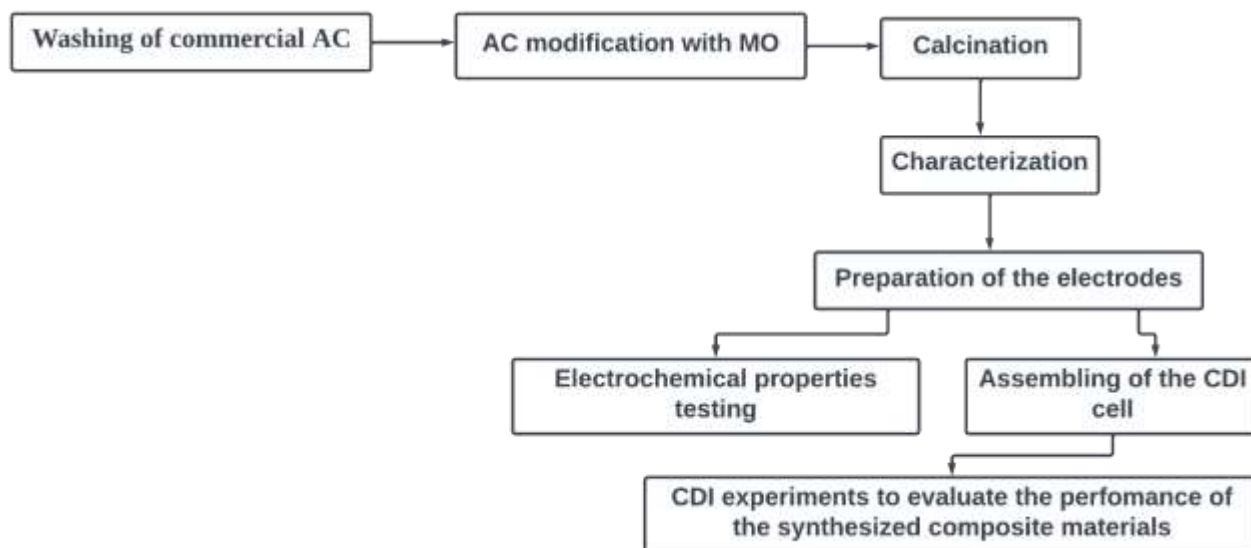 Washing of commercial AC
AC modification with MO
Calcination
Characterization
Preparation of the electrodes
Electrochemical properties
testing
Assembling of the CDI
cell
CDI experiments to evaluate the perfomance of
the synthesized composite materials